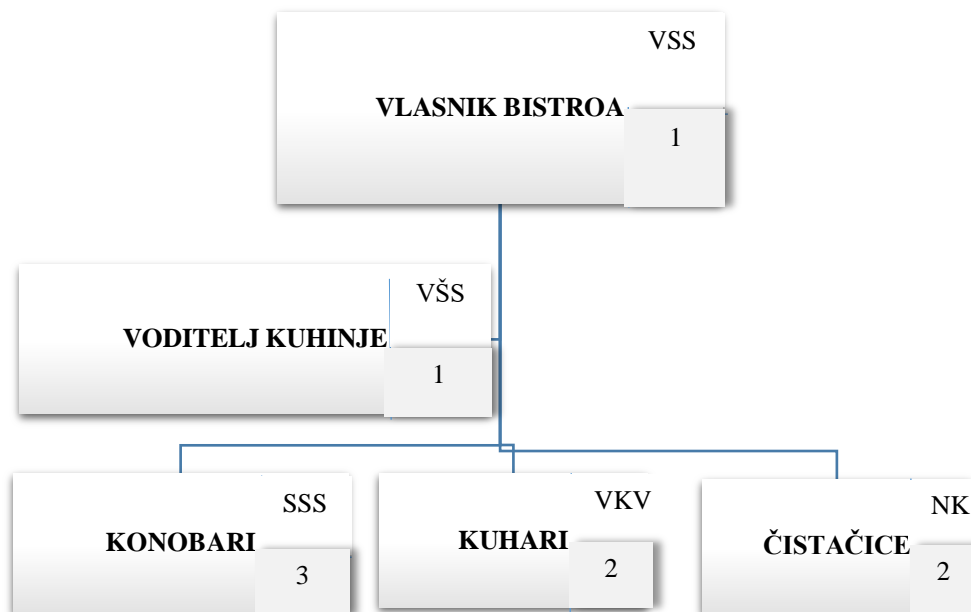 VSS
VLASNIK BISTROA
1
VŠS
VODITELJ KUHINJE
1
SSS
KONOBARI
3
VKV
KUHARI
2
NK
ČISTAČICE
2